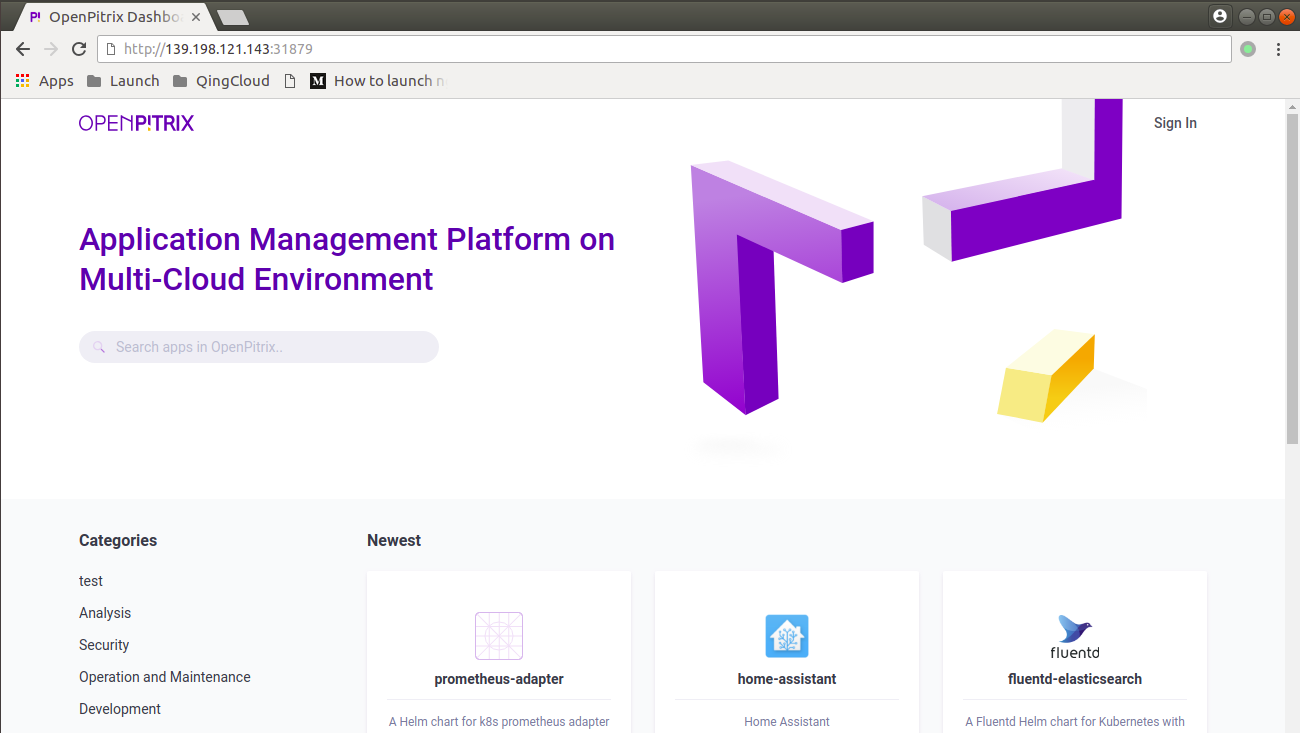 OpenPitrix Dashbo
http://139.198.121.143:31879
Apps Launch QingCloud M How to launch n
OPENPITRIX
Sign In
Application Management Platform on
Multi-Cloud Environment
Search apps in OpenPitrix..
Categories
test
Analysis
Security
Operation and Maintenance
Development
Newest
prometheus-adapter
A Helm chart for k8s prometheus adapter
home-assistant
Home Assistant
fluentd
fluentd-elasticsearch
A Fluentd Helm chart for Kubernetes with